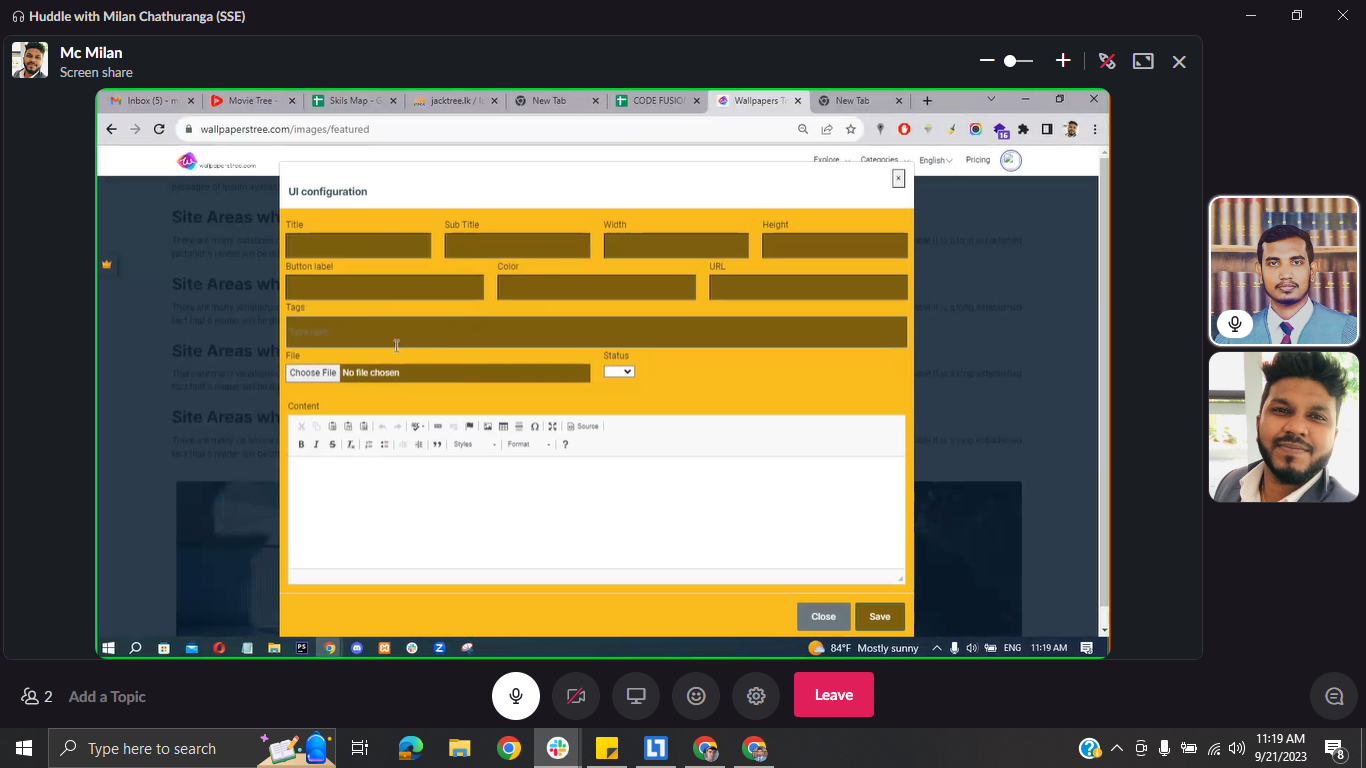 Huddle with Milan Chathuranga (SSE)
Mc Milan
Screen share
Inbox (5) - m
Movie Tree -
Skils Map - G
jacktree.lk / l
New Tab
CODE FUSIO
Wallpapers T
New Tab
wallpaperstree.com/images/featured
16
wallpaperstree.com
Explore
Categories
English
Pricing
UI configuration
Site Areas wh
Title
Sub Title
Width
Height
Button label
Color
URL
Site Areas wh
Tags
Site Areas wh
File
Status
Choose File No file chosen
Site Areas wh
Content
Source
B I S
Styles
Format
?
Close
Save
84°F Mostly sunny
ENG
11:19 AM
2
Add a Topic
Leave
Type here to search
11:19 AM
9/21/2023
8